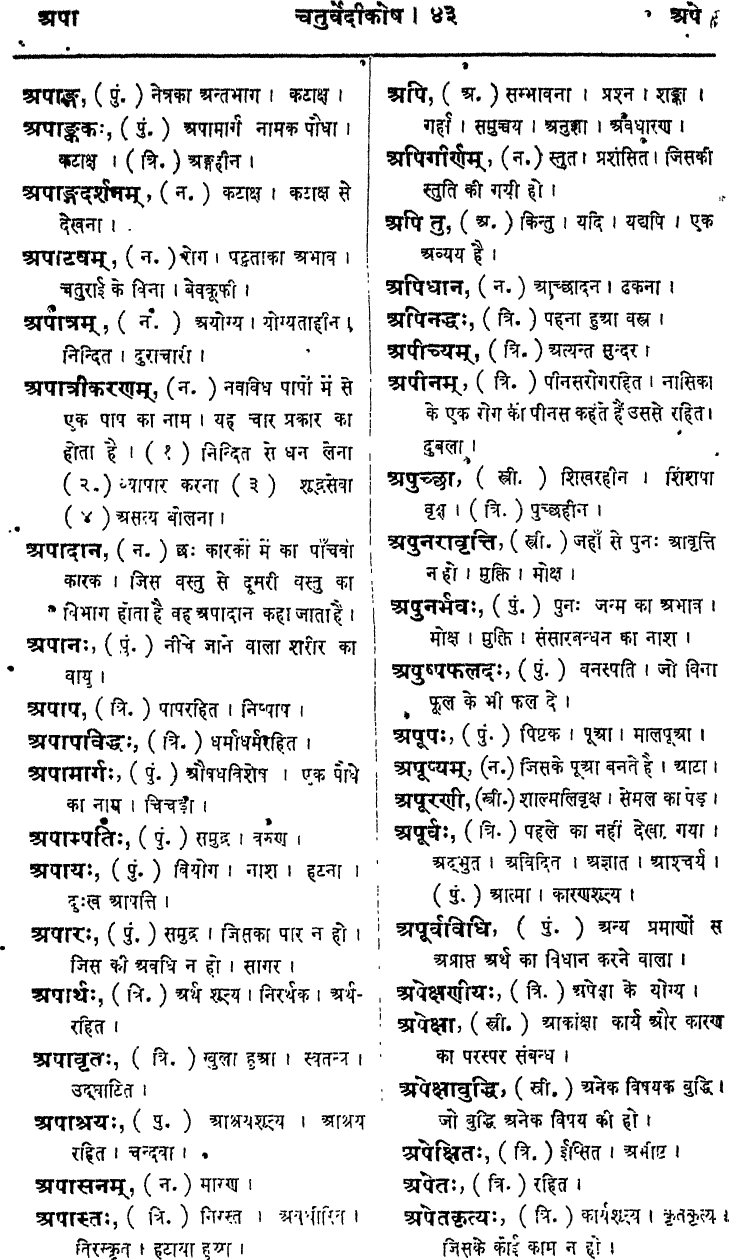 अपा
चतुर्वेदीकोष। ४३
अपे
अपाङ्ग, ( पुं. ) नेत्रका अन्तभाग । कटाक्ष ।
अपाङ्गकः, ( पुं. ) अपामार्ग नामक पौधा ।
कटाक्ष । ( त्रि. ) अङ्गहीन ।
अपाङ्गदर्शनम्, ( न. ) कटाक्ष । कटाक्ष से
देखना ।
अपाटवम्, ( न. ) रोग । पटुताका अभाव ।
चतुराई के विना । बेवकूफी ।
अपात्रम्, ( न. ) अयोग्य । योग्यताहीन ।
निन्दित । दुराचारी ।
अपात्रीकरणम्, ( न. ) नवविध पापों में से
एक पाप का नाम । यह चार प्रकार का
होता है । ( १ ) निन्दित से धन लेना
( २.) व्यापार करना ( ३ ) शूद्रसेवा
( ४ ) असत्य बोलना ।
अपादान, ( न. ) छः कारकों में का पाँचवां
कारक । जिस वस्तु से दूसरी वस्तु का
विभाग होता है वह अपादान कहा जाता है ।
अपानः, ( पुं. ) नीचे जाने वाला शरीर का
वायु ।
अपाप, ( त्रि. ) पापरहित । निष्पाप ।
अपापविद्धः, ( त्रि. ) धर्माधर्मरहित ।
अपामार्गः, ( पुं. ) औषधविशेष । एक पौधे
का नाम । चिचड़ी ।
अपाम्पतिः, ( पुं. ) समुद्र । वरुण ।
अपायः, ( पुं. ) वियोग । नाश । हटना ।
दुःख आपत्ति ।
अपारः, ( पुं. ) समुद्र । जिसका पार न हो ।
जिस की अवधि न हो । सागर ।
अपार्थः, ( त्रि. ) अर्थ शून्य । निरर्थक । अर्थ-
रहित ।
अपावृतः, ( त्रि. ) खुला हुआ । स्वतन्त्र ।
उद्घाटित ।
अपाश्रयः, ( पु. ) आश्रयशून्य । आश्रय
रहित । चन्दवा ।
अपासनम्, ( न. ) मारण ।
अपास्तः, ( त्रि. ) निरस्त । अवधीरित ।
तिरस्कृत । हटाया हुआ ।
अपि, ( अ. ) सम्भावना । प्रश्न । शङ्का ।
गर्हा । समुच्चय । अनुज्ञा । अवधारण ।
अपिगीर्णम्, ( न. ) स्तुत । प्रशंसित । जिसकी
स्तुति की गयी हो ।
अपि तु, ( अ. ) किन्तु । यदि । यद्यपि । एक
अव्यय है ।
अपिधान, ( न. ) आच्छादन । ढकना ।
अपिनद्धः, ( त्रि. ) पहना हुआ वस्त्र ।
अपीच्यम्, ( त्रि. ) अत्यन्त सुन्दर ।
अपीनम्, ( त्रि. ) पीनसरोगरहित । नासिका
के एक रोग को पीनस कहते हैं उससे रहित ।
दुबला ।
अपुच्छा, ( स्त्री. ) शिखरहीन । शिंशपा
वृक्ष । ( त्रि. ) पुच्छहीन ।
अपुनरावृत्ति, ( स्त्री. ) जहाँ से पुनः आवृत्ति
न हो । मुक्ति । मोक्ष ।
अपुनर्भवः, ( पुं. ) पुनः जन्म का अभाव ।
मोक्ष । मुक्ति । संसारबन्धन का नाश ।
अपुष्पफलदः, ( पुं. ) वनस्पति । जो विना
फूल के भी फल दे ।
अपूपः, ( पुं. ) पिष्टक । पूआ । मालपूआ ।
अपूप्यम्, (न.) जिसके पूआ बनते है । आटा ।
अपूरणी, (स्त्री.) शाल्मलिवृक्ष । सेमल का पेड़ ।
अपूर्वः, ( त्रि. ) पहले का नहीं देखा गया ।
अद्भुत । अविदित । अज्ञात । आश्चर्य ।
( पुं. ) आत्मा । कारणशून्य ।
अपूर्वविधि, ( पुं. ) अन्य प्रमाणों स
अप्राप्त अर्थ का विधान करने वाला ।
अपेक्षणीयः, ( त्रि. ) अपेक्षा के योग्य ।
अपेक्षा, ( स्त्री. ) आकांक्षा कार्य और कारण
का परस्पर संबन्ध ।
अपेक्षाबुद्धि, ( स्त्री. ) अनेक विषयक बुद्धि ।
जो बुद्धि अनेक विषय की हो ।
अपेक्षितः, ( त्रि. ) ईप्सित । अभीष्ट ।
अपेतः, ( त्रि. ) रहित ।
अपेतकृत्यः, ( त्रि. ) कार्यशून्य । कृतकृत्य ।
जिसके कोई काम न हो ।